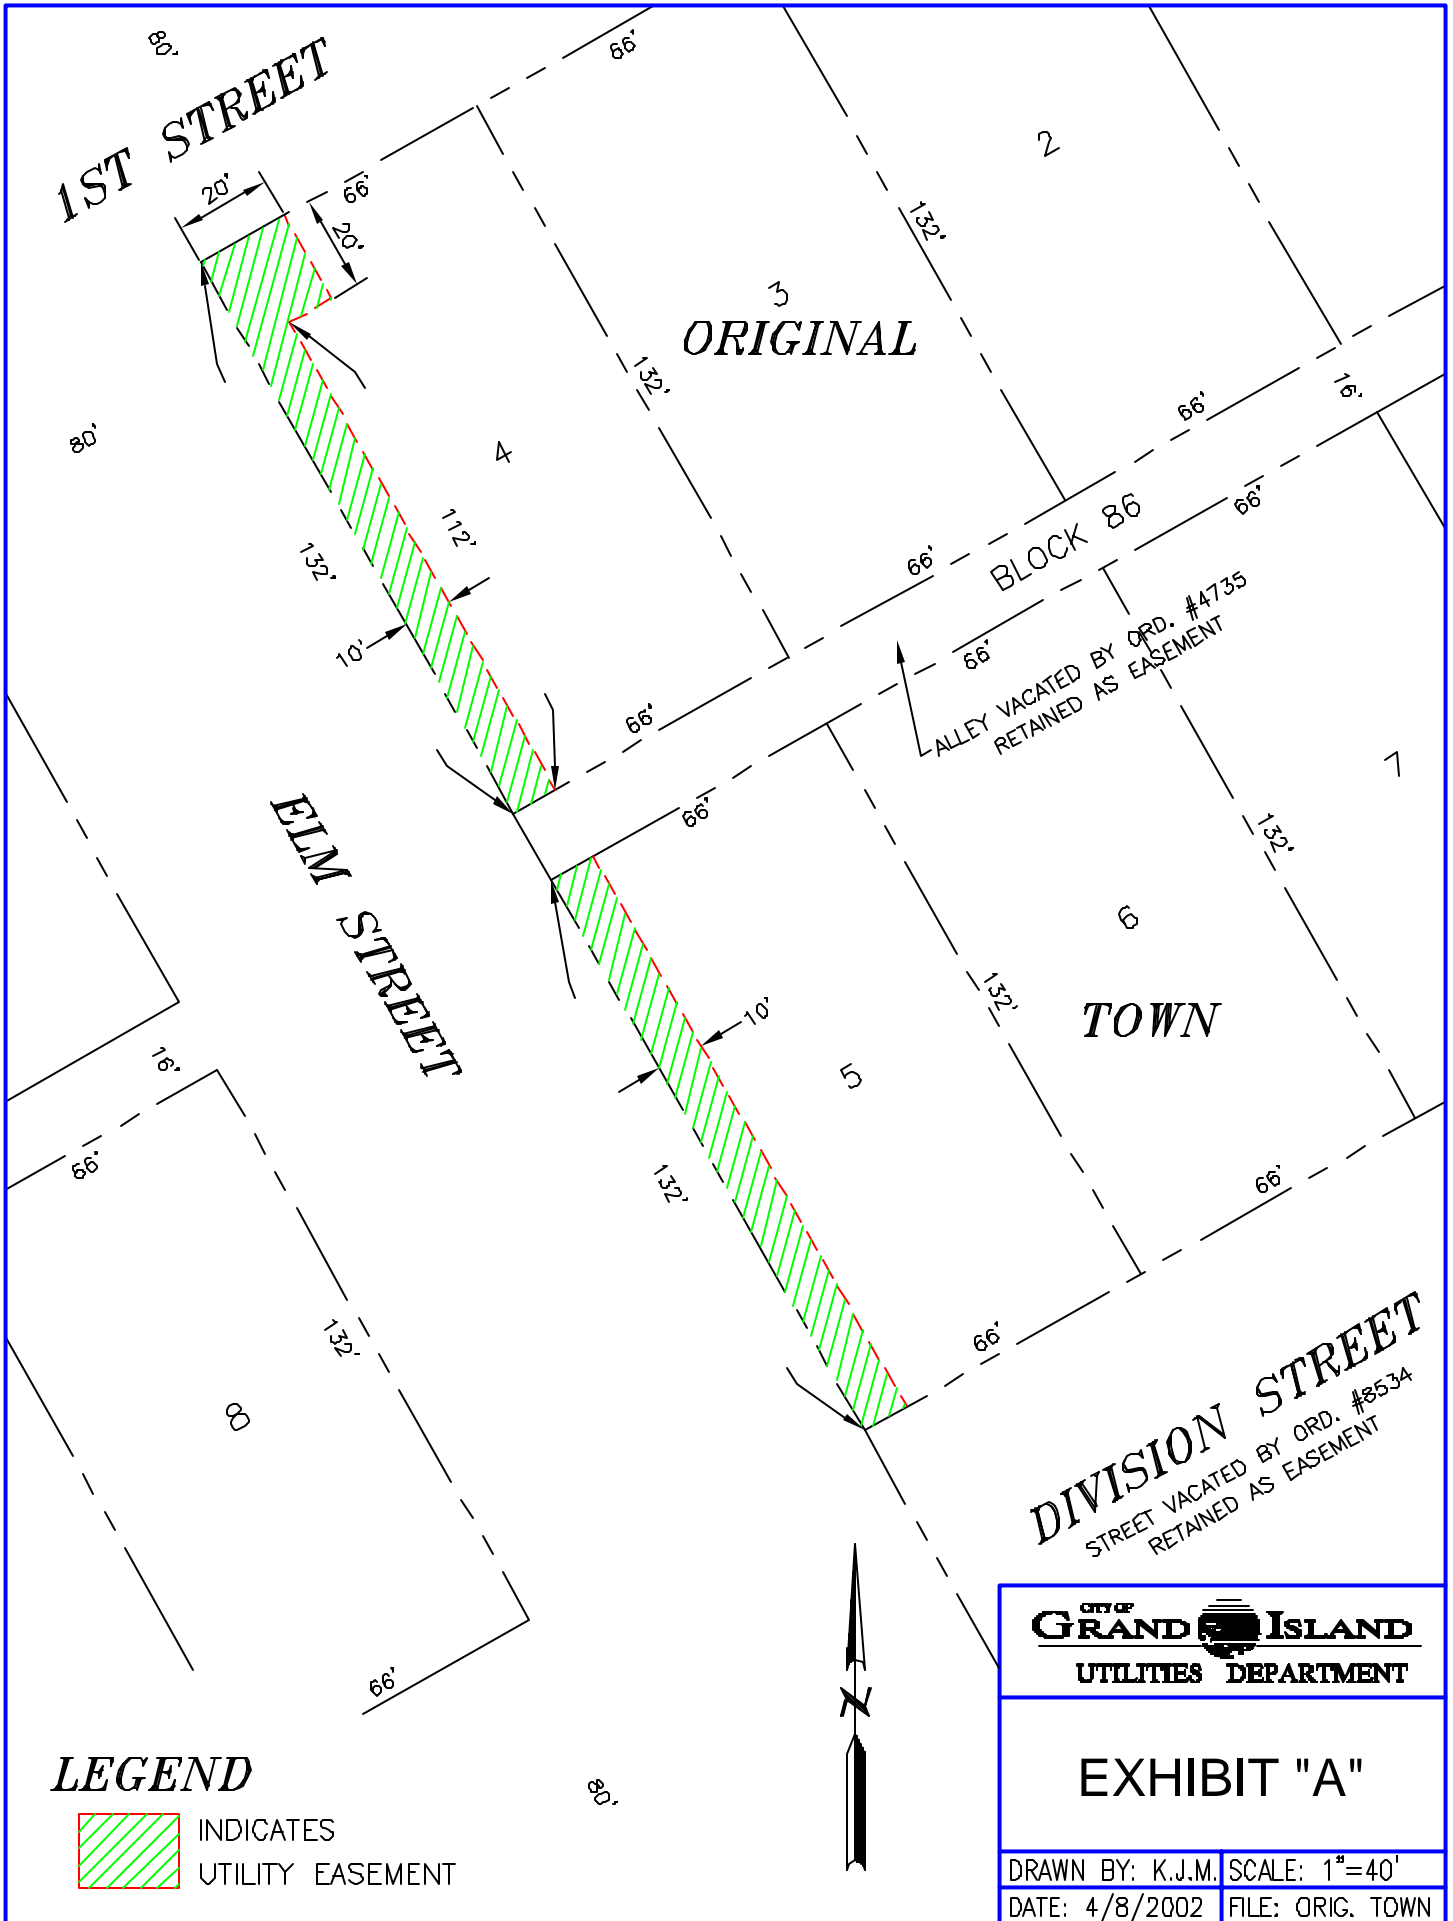 80'
66'
1ST STREET
2
20'
66'
20'
132'
3
ORIGINAL
132'
16'
66'
80'
4
66'
BLOCK 86
112'
132'
66'
10'
66'
ALLEY VACATED BY ORD. #4735
RETAINED AS EASEMENT
66'
66'
7
132'
ELM STREET
6
132'
10'
TOWN
16'
5
66'
132'
66'
132'
66'
8
DIVISION STREET
STREET VACATED BY ORD. #8534
RETAINED AS EASEMENT
66'
N
CITY OF
GRAND ISLAND
UTILITIES DEPARTMENT
EXHIBIT "A"
LEGEND
80'
INDICATES
UTILITY EASEMENT
DRAWN BY: K.J.M.
SCALE: 1"=40'
DATE: 4/8/2002
FILE: ORIG. TOWN